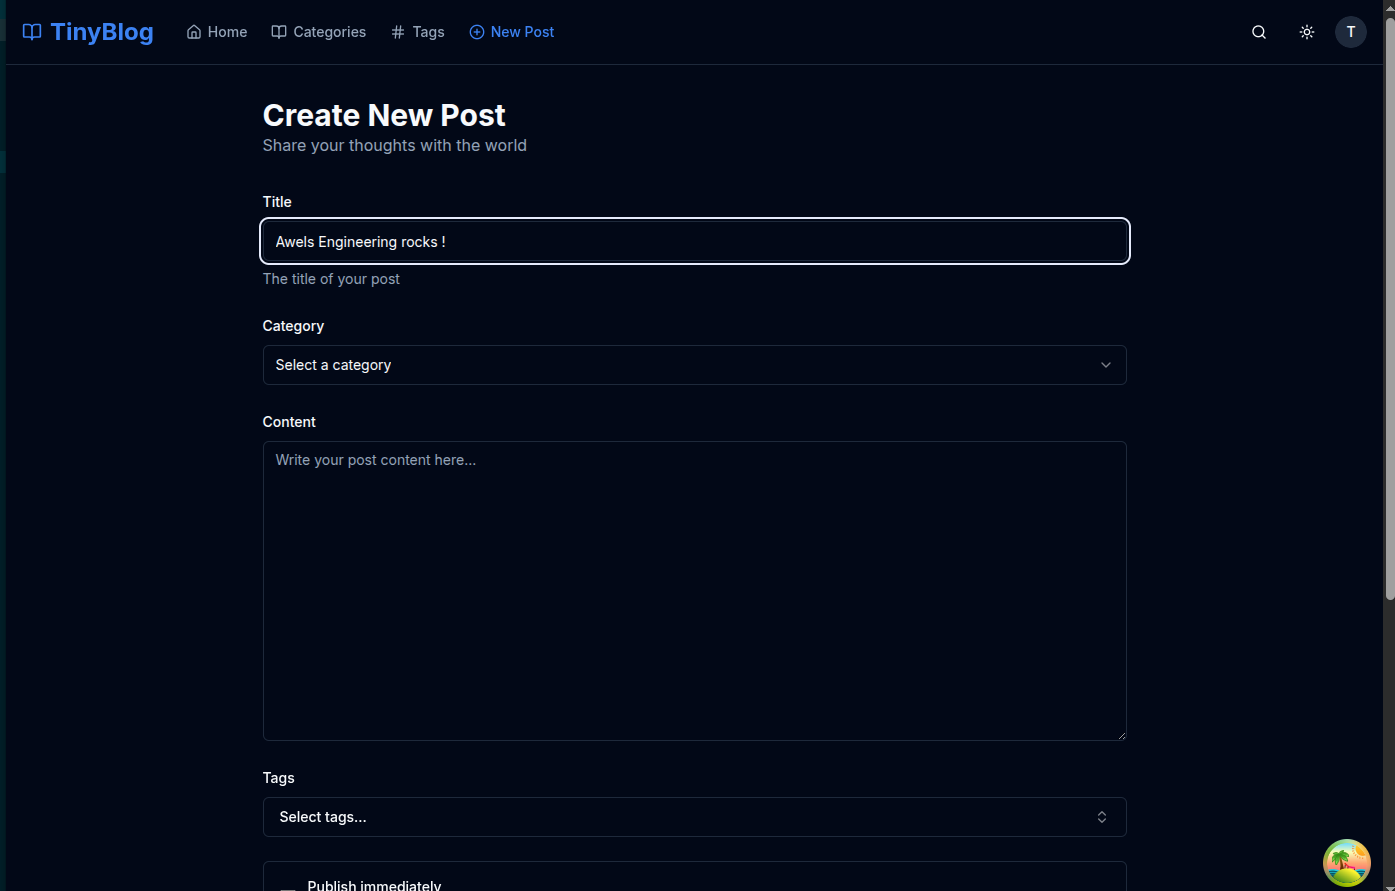 TinyBlog Home Categories Tags New Post T
Create New Post
Share your thoughts with the world
Title
Awels Engineering rocks !
The title of your post
Category
Select a category
Content
Write your post content here...
Tags
Select tags...
Publish immediately